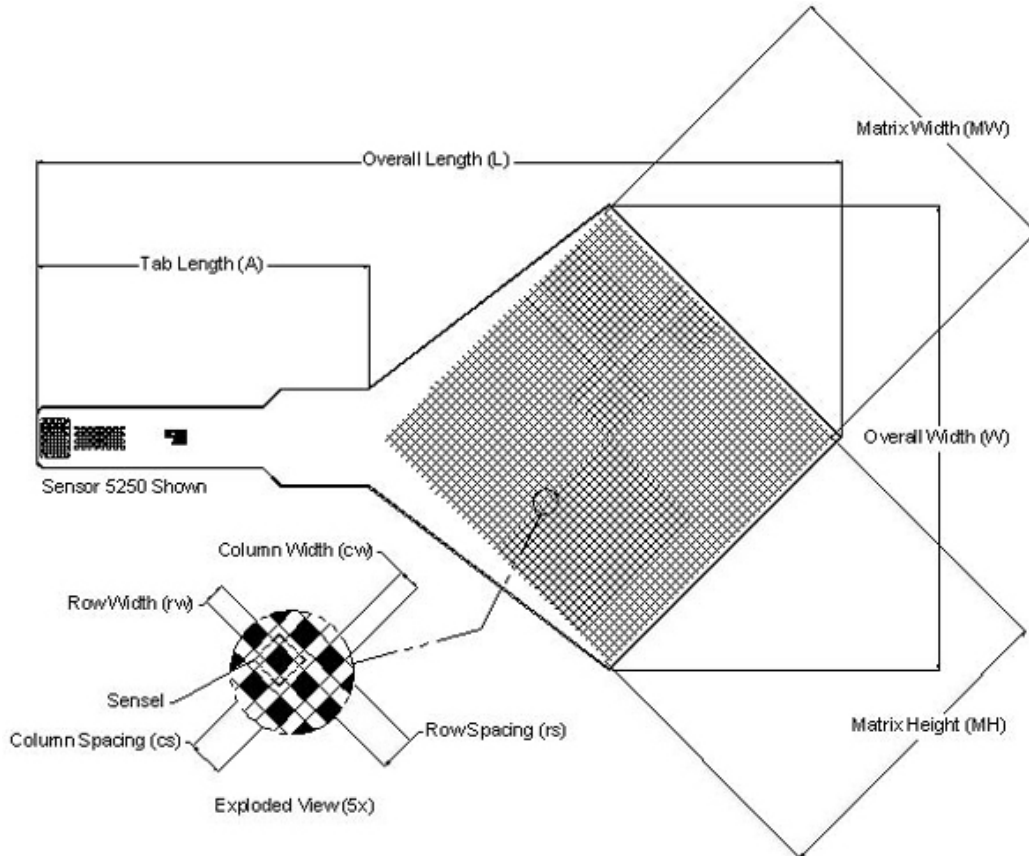 Matrix Width (MW)
Overall Length (L)
Tab Length (A)
Overall Width (W)
Sensor 5250 Shown
Column Width (cw)
Row Width (rw)
Sensel
Column Spacing (cs)
Row Spacing (rs)
Matrix Height (MH)
Exploded View (5x)